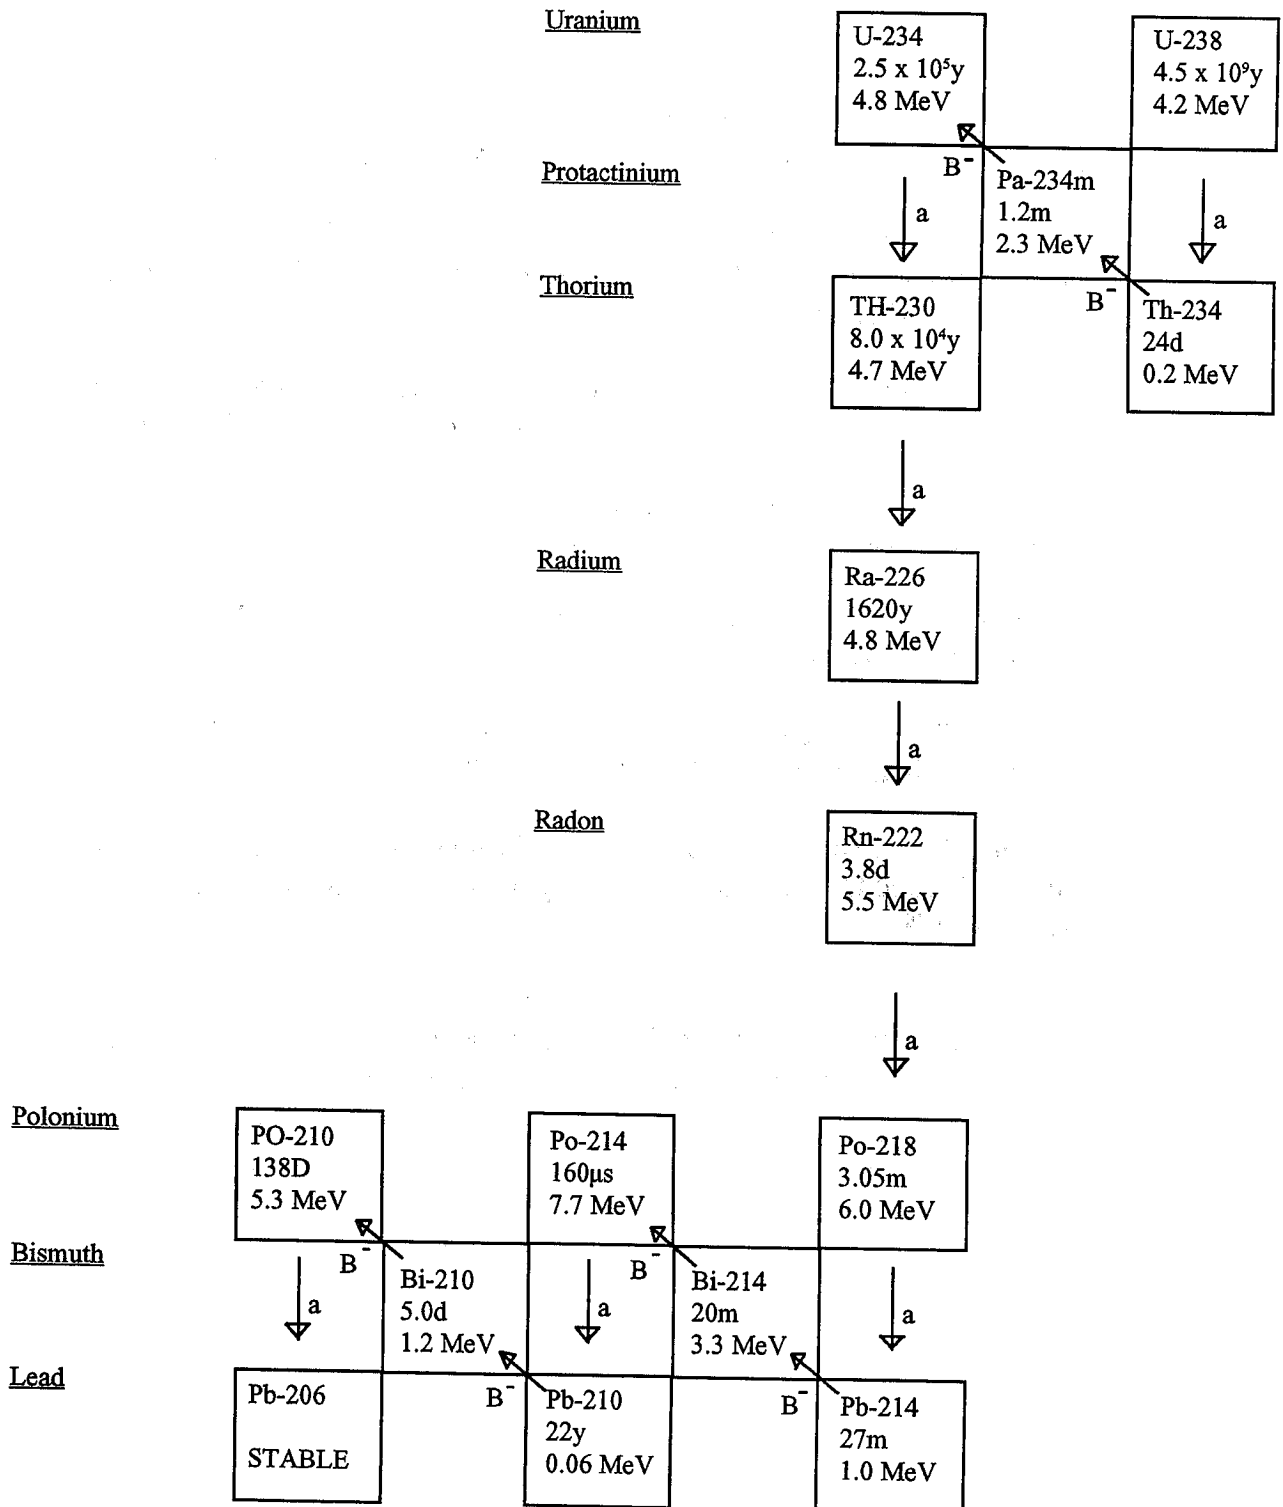 Uranium
U-234
2.5 x 10⁵y
4.8 MeV
U-238
4.5 x 10⁹y
4.2 MeV
Protactinium
B⁻
Pa-234m
1.2m
2.3 MeV
a
a
Thorium
TH-230
8.0 x 10⁴y
4.7 MeV
B⁻
Th-234
24d
0.2 MeV
a
Radium
Ra-226
1620y
4.8 MeV
a
Radon
Rn-222
3.8d
5.5 MeV
a
Polonium
PO-210
138D
5.3 MeV
Po-214
160µs
7.7 MeV
Po-218
3.05m
6.0 MeV
Bismuth
B⁻
Bi-210
5.0d
1.2 MeV
B⁻
Bi-214
20m
3.3 MeV
a
a
a
Lead
Pb-206
STABLE
B⁻
Pb-210
22y
0.06 MeV
B⁻
Pb-214
27m
1.0 MeV